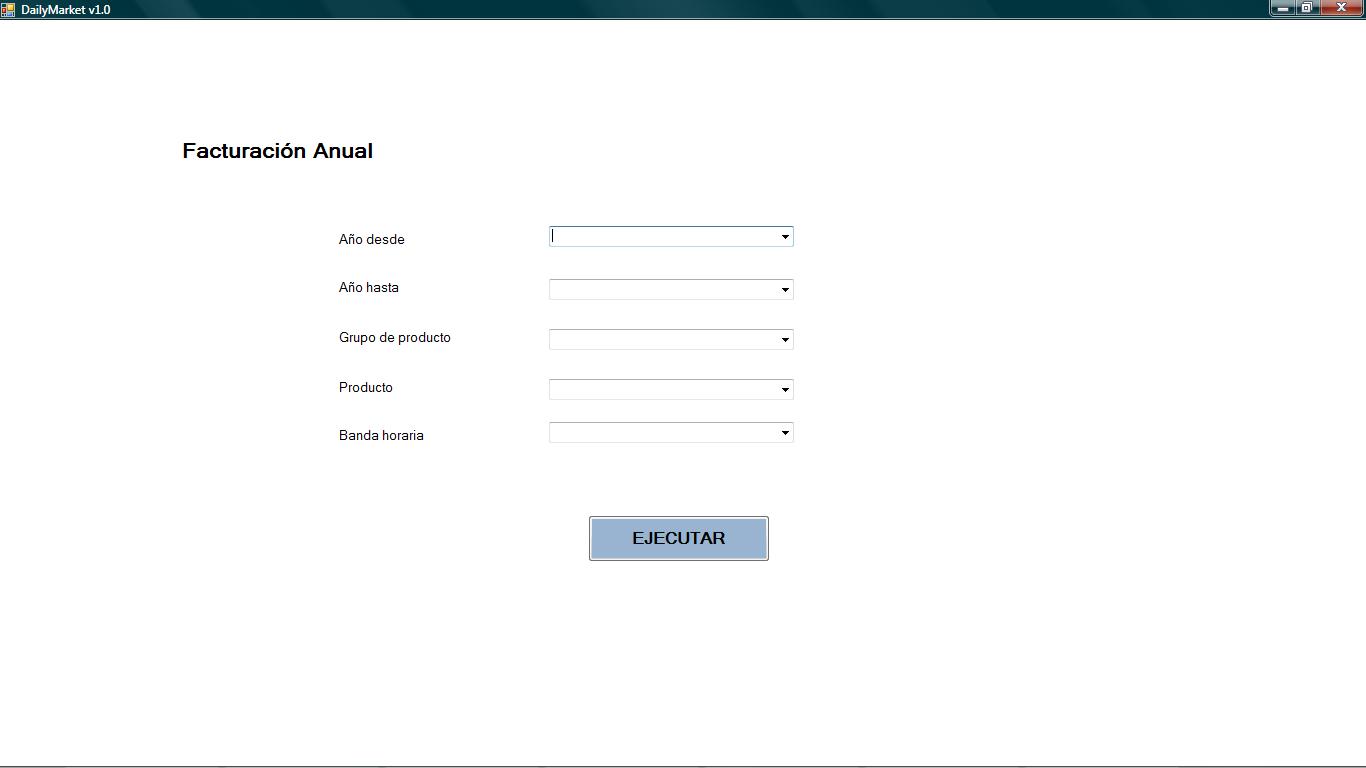 DailyMarket v1.0
Facturación Anual
Año desde
Año hasta
Grupo de producto
Producto
Banda horaria
EJECUTAR